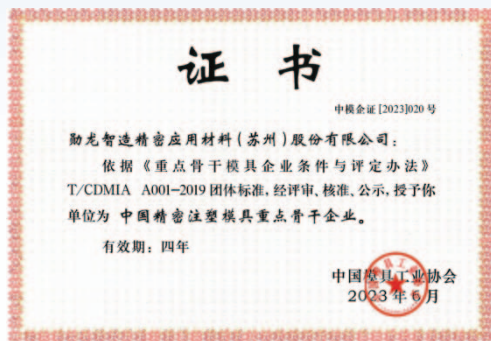 证 书
中模企证[2023]020号
勋龙智造精密应用材料(苏州)股份有限公司:
依据《重点骨干模具企业条件与评定办法》
T/CDMIA A001-2019 团体标准,经评审、核准、公示,授予你
单位为 中国精密注塑模具重点骨干企业。
有效期:四年
中国模具工业协会
2023年6月